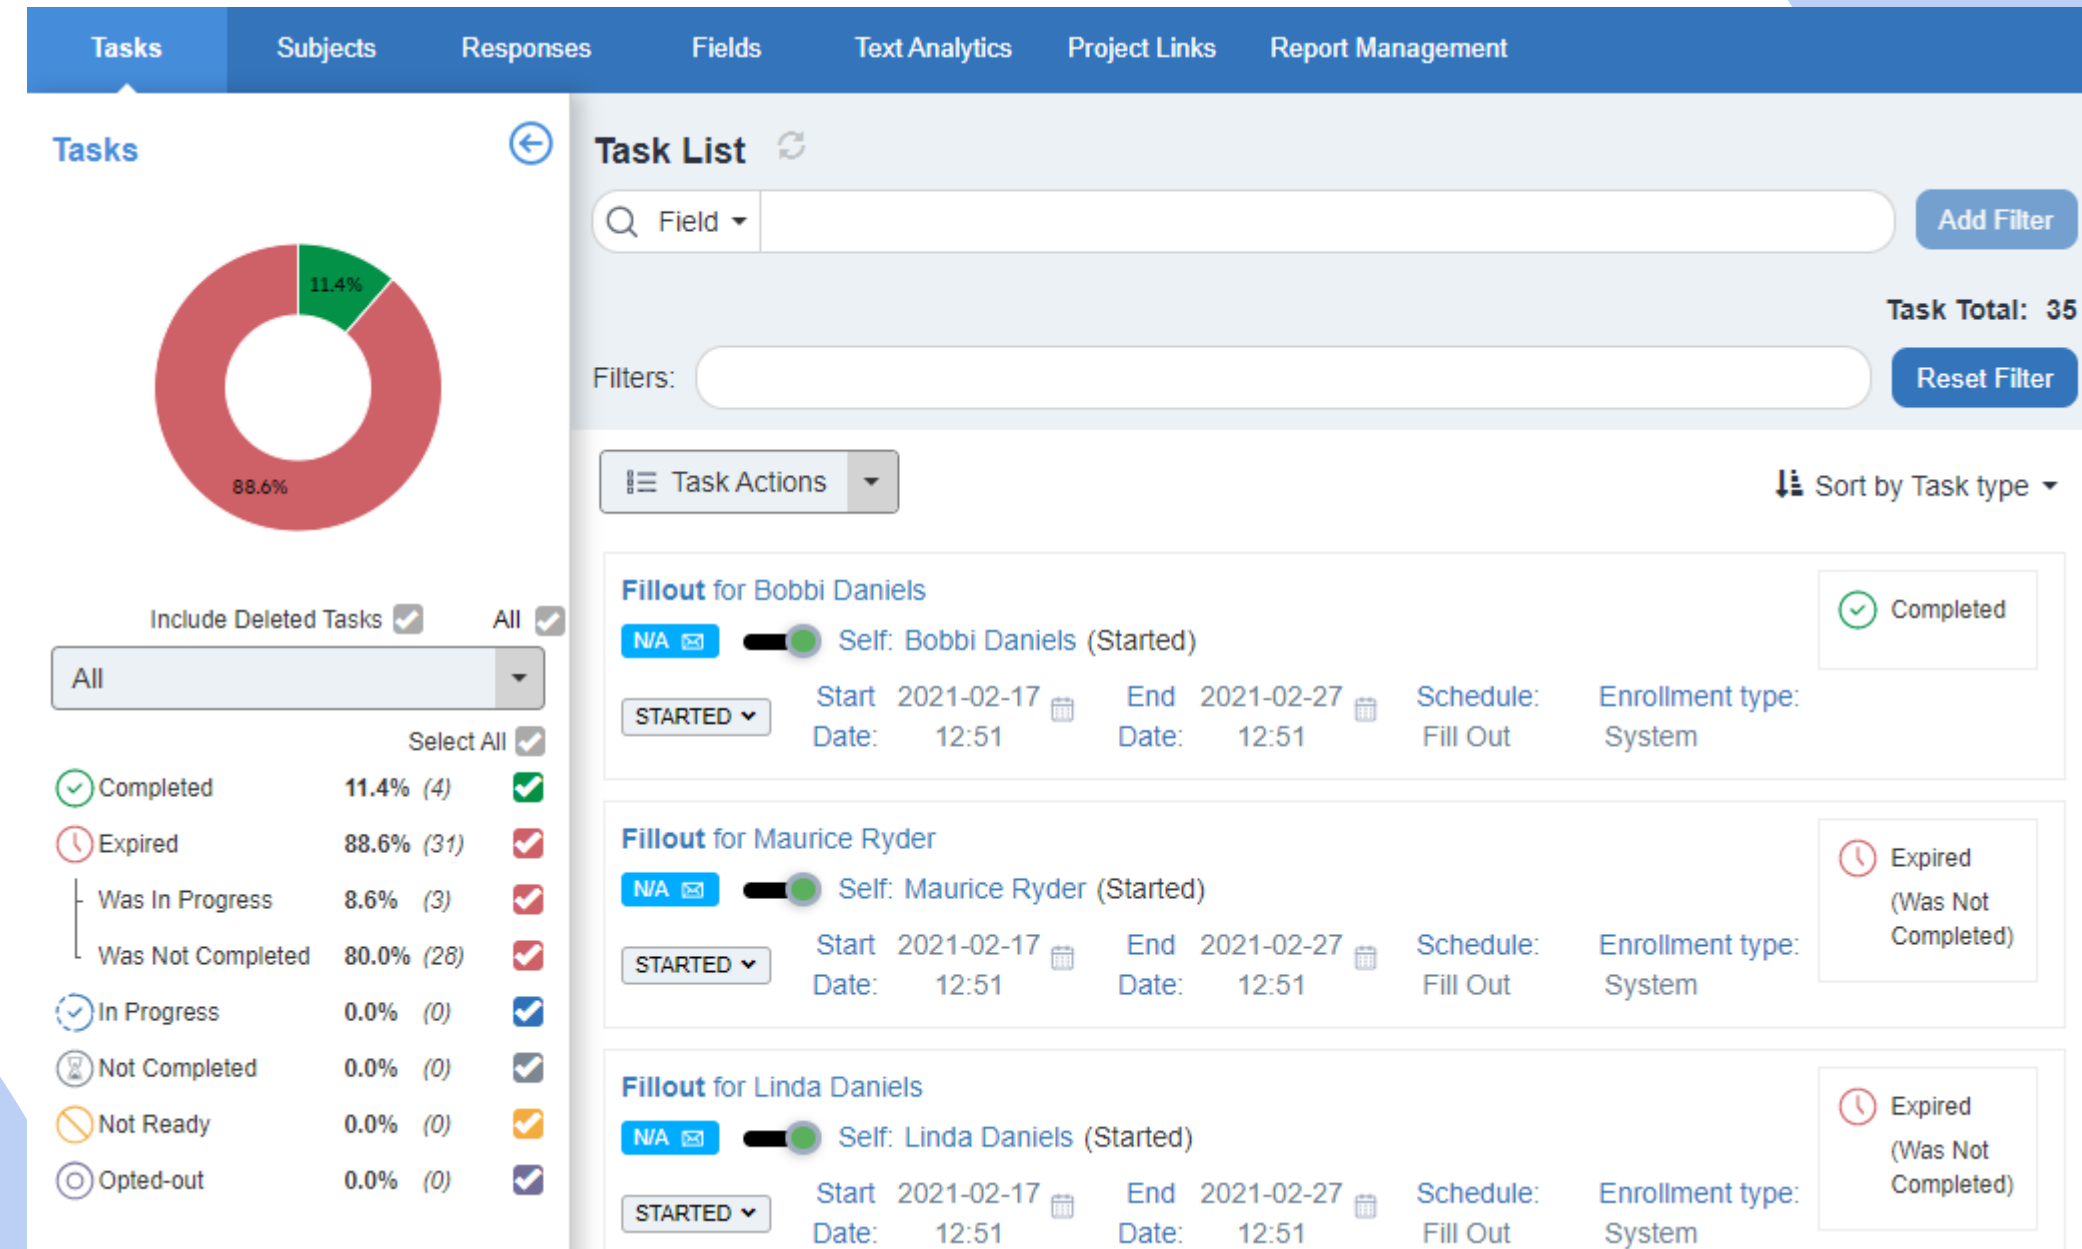 Tasks Subjects Responses Fields Text Analytics Project Links Report Management
Tasks
11.4%
88.6%
Include Deleted Tasks All
All
Select All
Completed 11.4% (4)
Expired 88.6% (31)
Was In Progress 8.6% (3)
Was Not Completed 80.0% (28)
In Progress 0.0% (0)
Not Completed 0.0% (0)
Not Ready 0.0% (0)
Opted-out 0.0% (0)
Task List
Field Add Filter
Task Total: 35
Filters: Reset Filter
Task Actions Sort by Task type
Fillout for Bobbi Daniels
Completed
N/A Self: Bobbi Daniels (Started)
STARTED Start 2021-02-17 End 2021-02-27 Schedule: Enrollment type:
Date: 12:51 Date: 12:51 Fill Out System
Fillout for Maurice Ryder
Expired
N/A Self: Maurice Ryder (Started)
(Was Not
Completed)
STARTED Start 2021-02-17 End 2021-02-27 Schedule: Enrollment type:
Date: 12:51 Date: 12:51 Fill Out System
Fillout for Linda Daniels
Expired
N/A Self: Linda Daniels (Started)
(Was Not
Completed)
STARTED Start 2021-02-17 End 2021-02-27 Schedule: Enrollment type:
Date: 12:51 Date: 12:51 Fill Out System